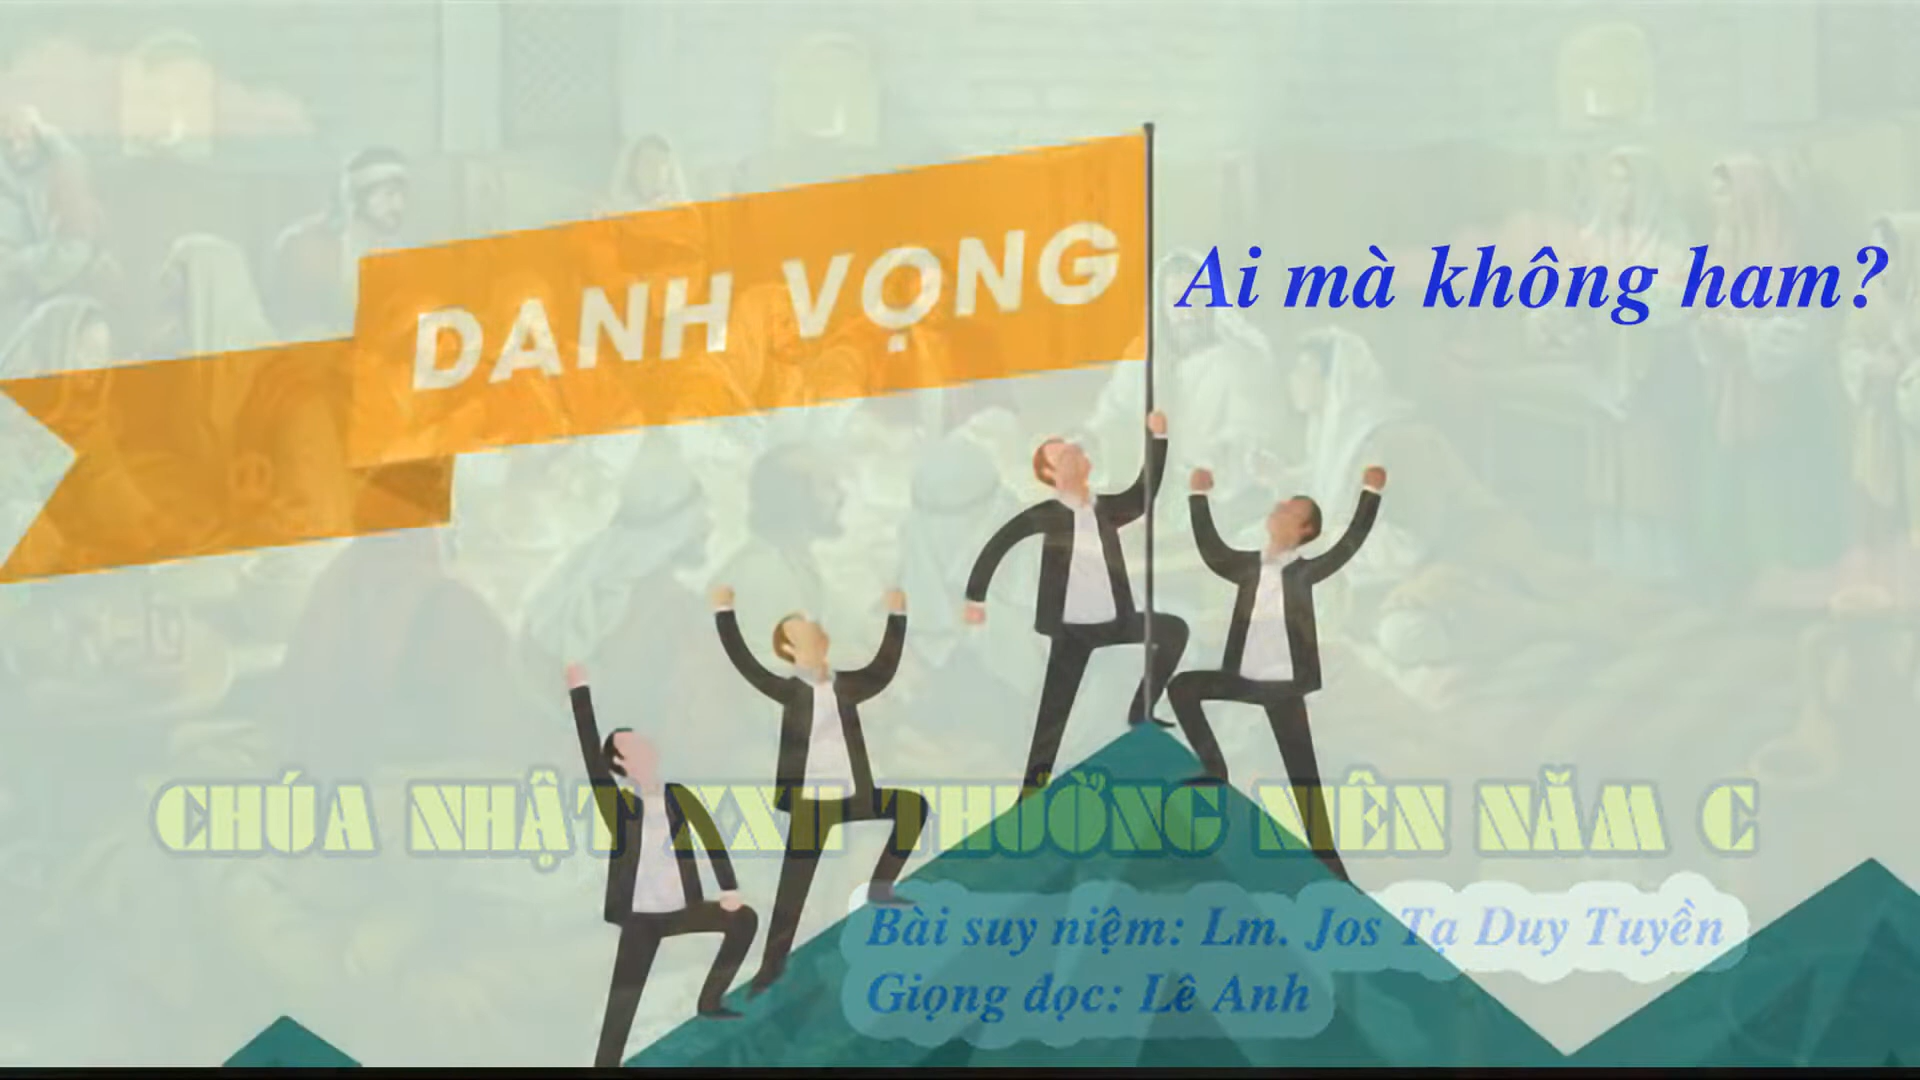 DANH VỌNG
Ai mà không ham?
CHÚA NHẬT XXII THƯỜNG NIÊN NĂM C
Bài suy niệm: Lm. Jos Tạ Duy Tuyền
Giọng đọc: Lê Anh